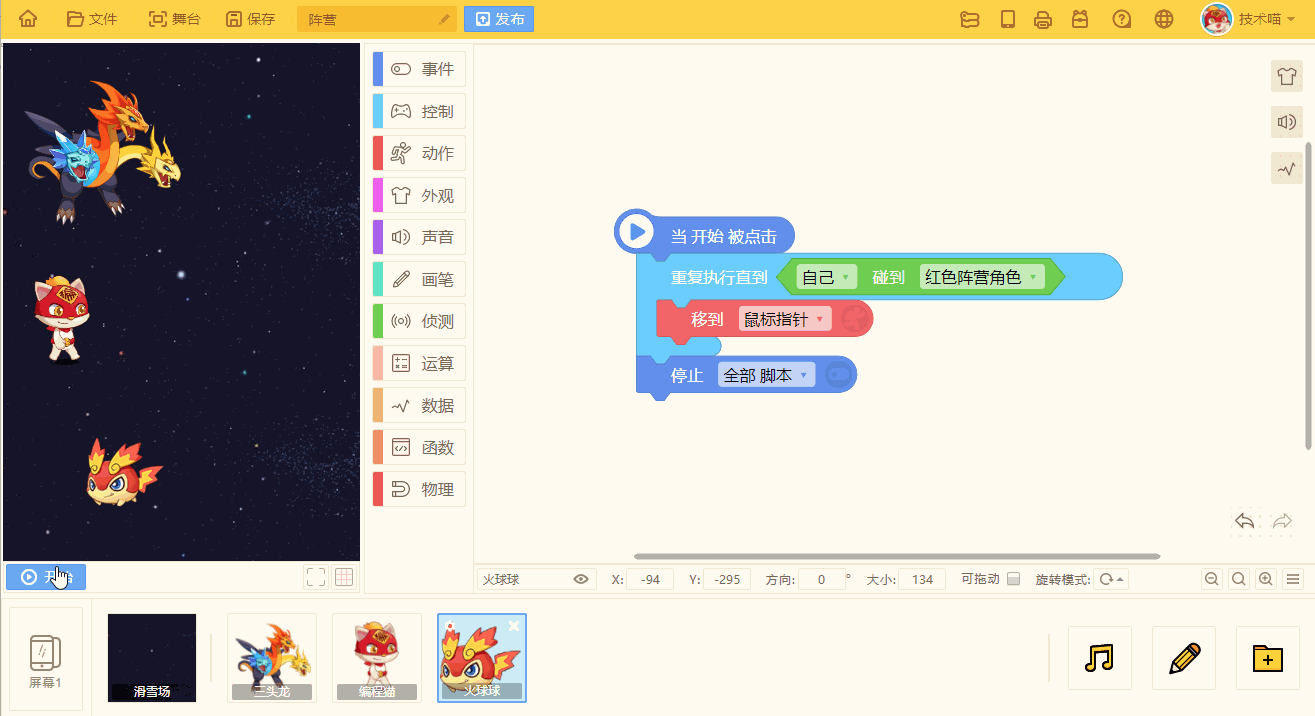 文件 舞台 保存 阵营 发布 技术喵
事件
控制
动作
外观
声音
画笔
侦测
运算
数据
函数
物理
当 开始 被点击
重复执行直到 自己 碰到 红色阵营角色
移到 鼠标指针
停止 全部 脚本
开始
火球球 X: -94 Y: -295 方向: 0 ° 大小: 134 可拖动 旋转模式:
屏幕1
滑雪场 三头龙 编程猫 火球球